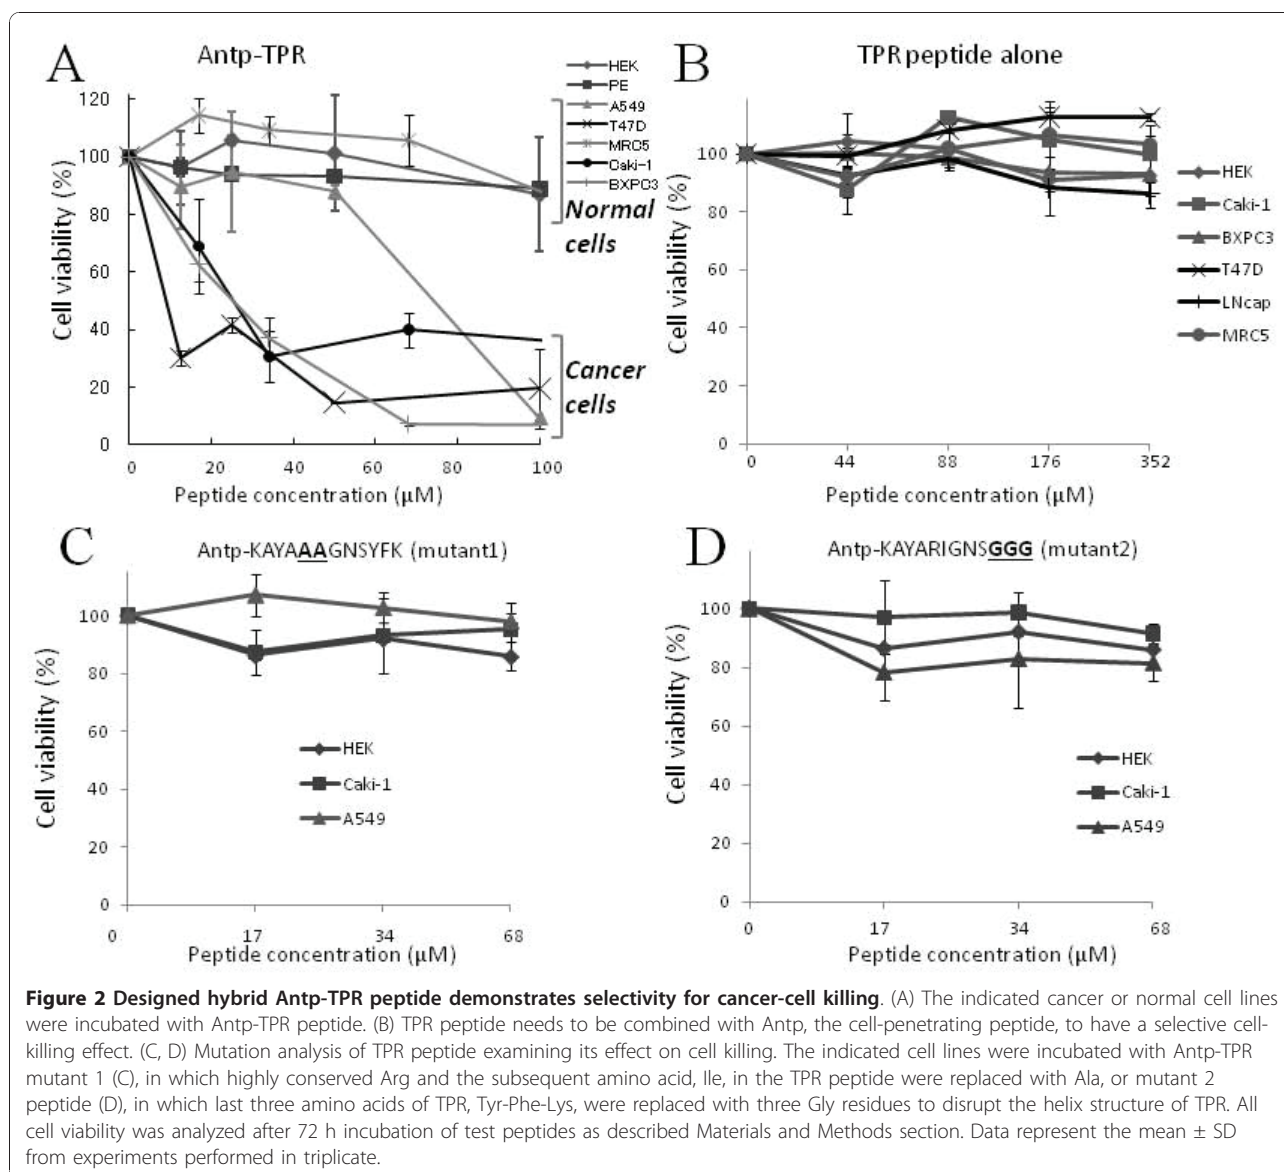 A
Antp-TPR
HEK
PE
A549
T47D
MRC5
Caki-1
BXPC3
Normal
cells
Cancer
cells
120
100
80
60
40
20
0
Cell viability (%)
0 20 40 60 80 100
Peptide concentration (μM)
B
TPR peptide alone
100
80
60
40
20
0
Cell viability (%)
0 44 88 176 352
Peptide concentration (μM)
HEK
Caki-1
BXPC3
T47D
LNcap
MRC5
C
Antp-KAYAAAGNSYFK (mutant1)
100
80
60
40
20
0
Cell viability (%)
HEK
Caki-1
A549
0 17 34 68
Peptide concentration (μM)
D
Antp-KAYARIGNSGGG (mutant2)
100
80
60
40
20
0
Cell viability (%)
HEK
Caki-1
A549
0 17 34 68
Peptide concentration (μM)
Figure 2 Designed hybrid Antp-TPR peptide demonstrates selectivity for cancer-cell killing. (A) The indicated cancer or normal cell lines
were incubated with Antp-TPR peptide. (B) TPR peptide needs to be combined with Antp, the cell-penetrating peptide, to have a selective cell-
killing effect. (C, D) Mutation analysis of TPR peptide examining its effect on cell killing. The indicated cell lines were incubated with Antp-TPR
mutant 1 (C), in which highly conserved Arg and the subsequent amino acid, Ile, in the TPR peptide were replaced with Ala, or mutant 2
peptide (D), in which last three amino acids of TPR, Tyr-Phe-Lys, were replaced with three Gly residues to disrupt the helix structure of TPR. All
cell viability was analyzed after 72 h incubation of test peptides as described Materials and Methods section. Data represent the mean ± SD
from experiments performed in triplicate.